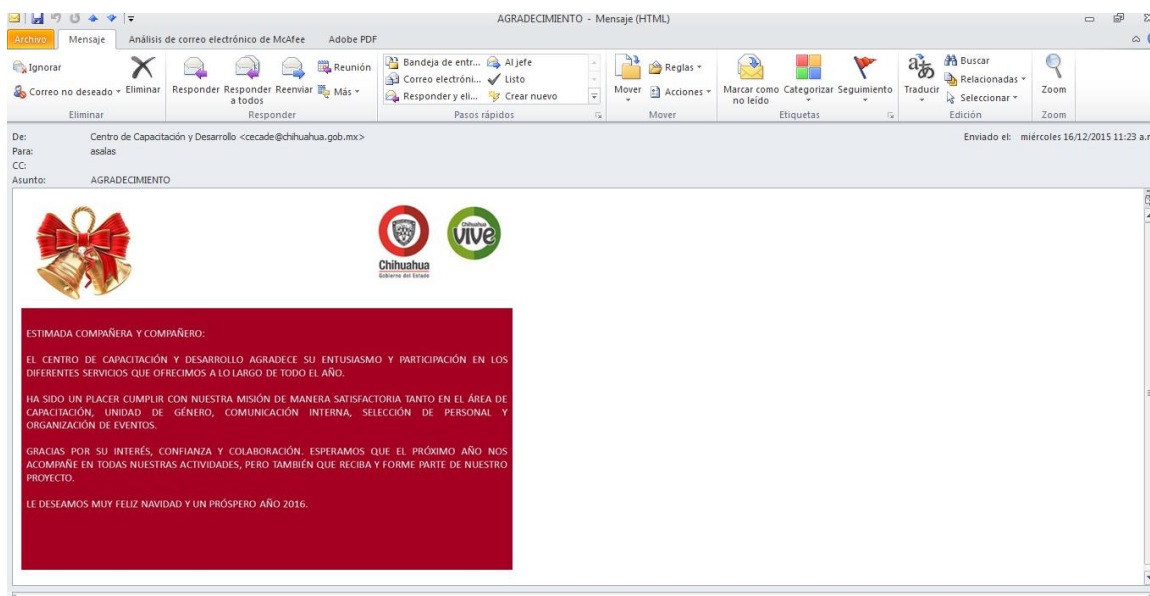 AGRADECIMIENTO - Mensaje (HTML)
Archivo Mensaje Análisis de correo electrónico de McAfee Adobe PDF
Ignorar
Correo no deseado
Eliminar
Responder
Responder a todos
Reenviar
Reunión
Más
Bandeja de entr...
Al jefe
Correo electróni...
Listo
Responder y eli...
Crear nuevo
Mover
Reglas
Acciones
Marcar como no leído
Categorizar
Seguimiento
Traducir
Buscar
Relacionadas
Seleccionar
Zoom
Eliminar Responder Pasos rápidos Mover Etiquetas Edición Zoom
De: Centro de Capacitación y Desarrollo <cecade@chihuahua.gob.mx> Enviado el: miércoles 16/12/2015 11:23 a.m
Para: asalas
CC:
Asunto: AGRADECIMIENTO
Chihuahua
Gobierno del Estado
Chihuahua
vive
ESTIMADA COMPAÑERA Y COMPAÑERO:
EL CENTRO DE CAPACITACIÓN Y DESARROLLO AGRADECE SU ENTUSIASMO Y PARTICIPACIÓN EN LOS
DIFERENTES SERVICIOS QUE OFRECIMOS A LO LARGO DE TODO EL AÑO.
HA SIDO UN PLACER CUMPLIR CON NUESTRA MISIÓN DE MANERA SATISFACTORIA TANTO EN EL ÁREA DE
CAPACITACIÓN, UNIDAD DE GÉNERO, COMUNICACIÓN INTERNA, SELECCIÓN DE PERSONAL Y
ORGANIZACIÓN DE EVENTOS.
GRACIAS POR SU INTERÉS, CONFIANZA Y COLABORACIÓN. ESPERAMOS QUE EL PRÓXIMO AÑO NOS
ACOMPAÑE EN TODAS NUESTRAS ACTIVIDADES, PERO TAMBIÉN QUE RECIBA Y FORME PARTE DE NUESTRO
PROYECTO.
LE DESEAMOS MUY FELIZ NAVIDAD Y UN PRÓSPERO AÑO 2016.